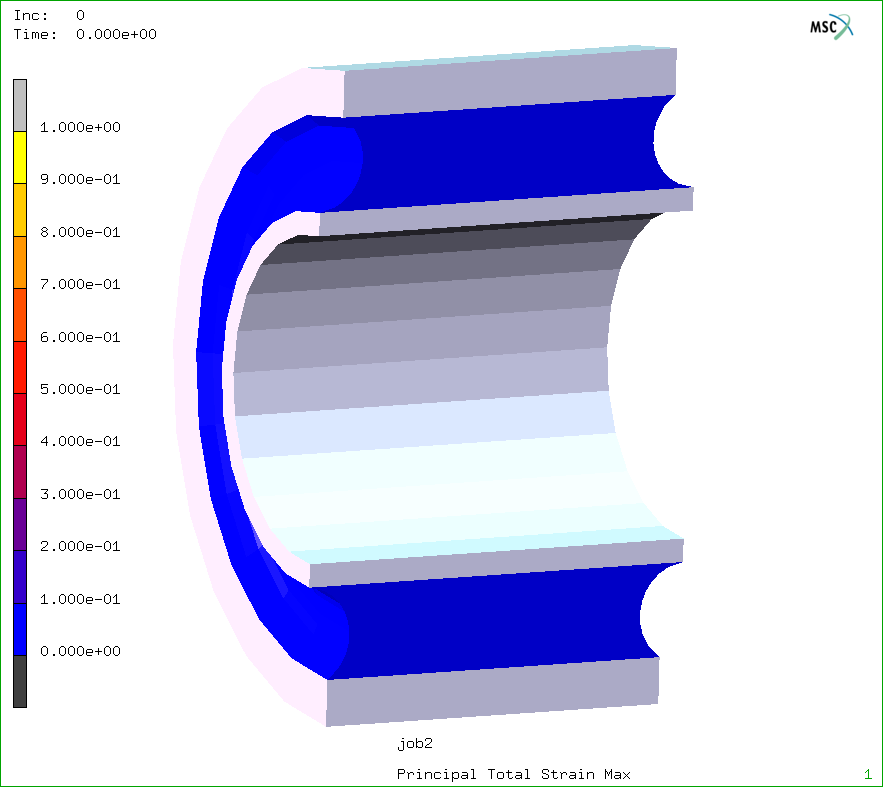 Inc: 0
Time: 0.000e+00
MSC
1.000e+00
9.000e-01
8.000e-01
7.000e-01
6.000e-01
5.000e-01
4.000e-01
3.000e-01
2.000e-01
1.000e-01
0.000e+00
job2
Principal Total Strain Max
1